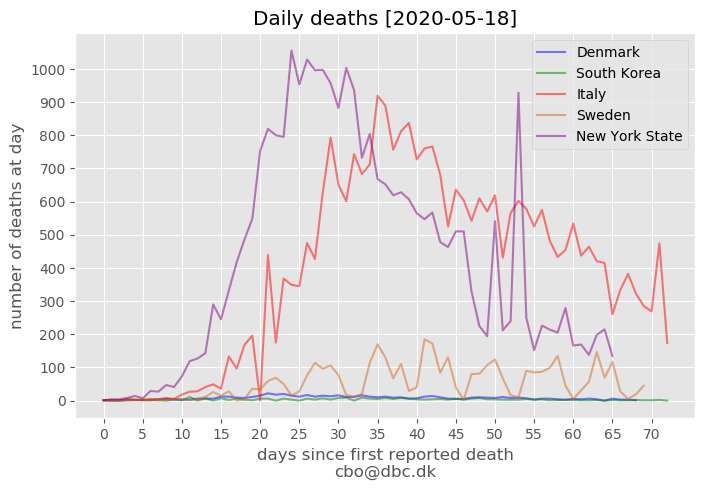 Daily deaths [2020-05-18]
Denmark
South Korea
Italy
Sweden
New York State
number of deaths at day
1000
900
800
700
600
500
400
300
200
100
0
0 5 10 15 20 25 30 35 40 45 50 55 60 65 70
days since first reported death
cbo@dbc.dk